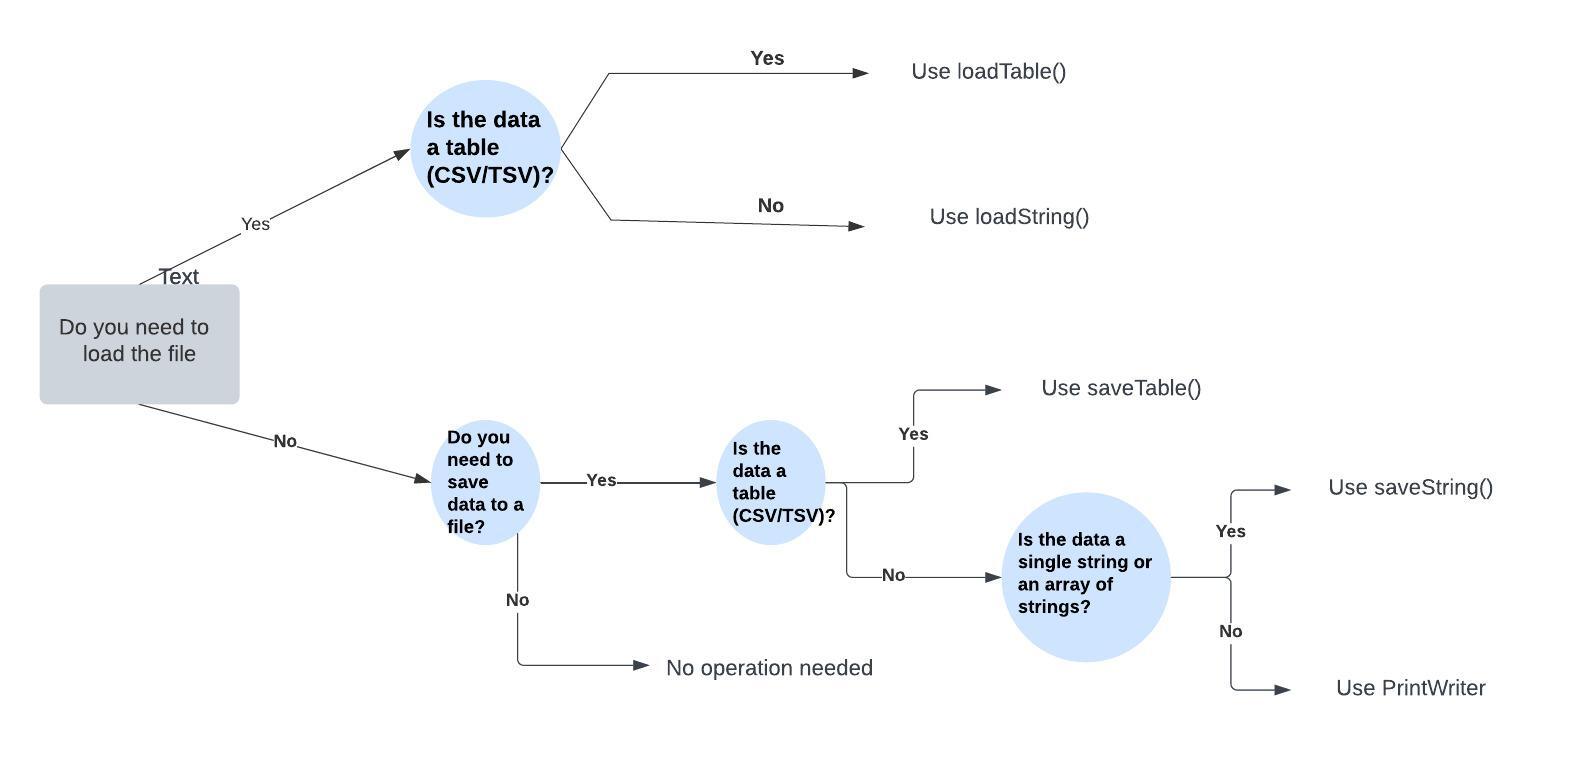 Yes
Use loadTable()
Is the data
a table
(CSV/TSV)?
No
Use loadString()
Yes
Text
Do you need to
load the file
No
Use saveTable()
Yes
Do you
need to
save
data to a
file?
Yes
Is the
data a
table
(CSV/TSV)?
Use saveString()
Yes
No
Is the data a
single string or
an array of
strings?
No
No
No operation needed
Use PrintWriter